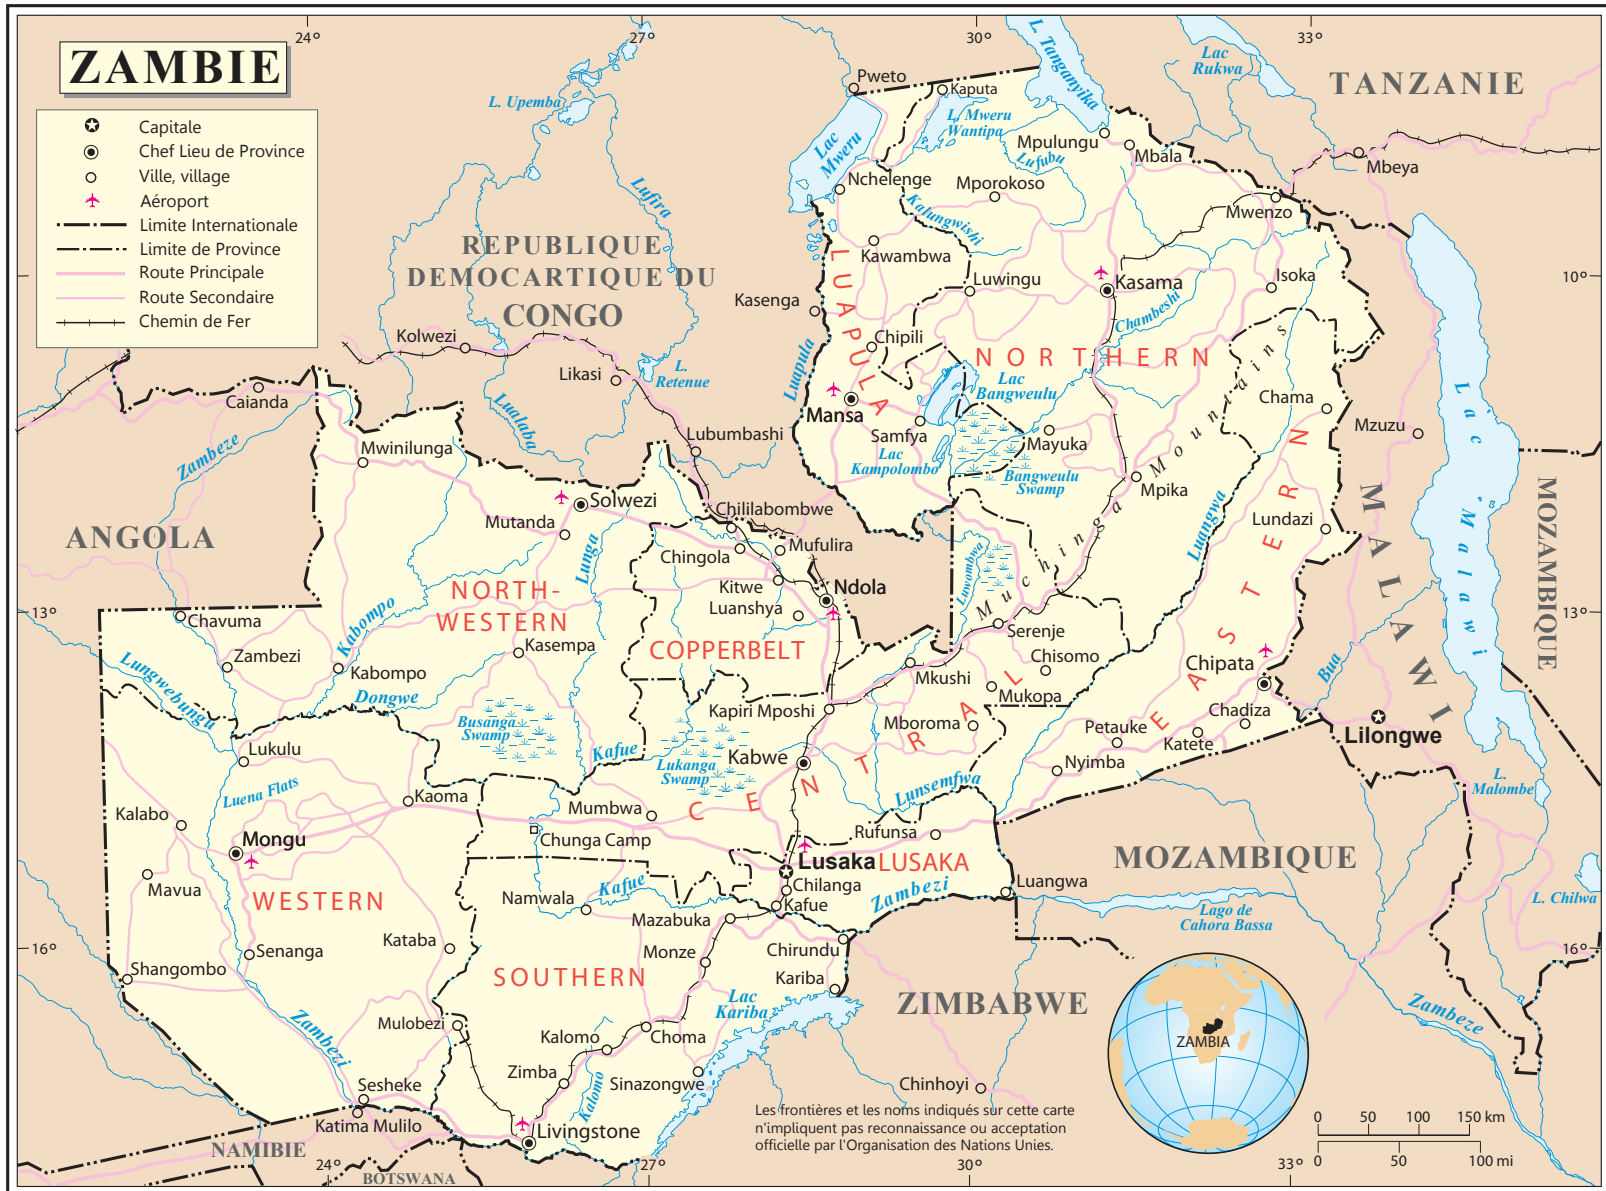 ZAMBIE
Capitale
Chef Lieu de Province
Ville, village
Aéroport
Limite Internationale
Limite de Province
Route Principale
Route Secondaire
Chemin de Fer
24°
27°
30°
33°
L. Upemba
Lufira
Pweto
Kaputa
L. Mweru
Wantipa
L. Tanganyika
Lac
Rukwa
TANZANIE
Lac
Mweru
Mpulungu
Mbala
Lufubu
Mbeya
Nchelenge
Mporokoso
Mwenzo
Kalungwishi
REPUBLIQUE
DEMOCARTIQUE DU
CONGO
Kawambwa
LUAPULA
Luwingu
Kasama
Isoka
10°
Kasenga
Chambeshi
Kolwezi
Chipili
NORTHERN
Likasi
L.
Retenue
Luapula
Lac
Bangweulu
Caianda
Lualaba
Mansa
Chama
Lac Malawi
Mzuzu
Zambeze
Mwinilunga
Lubumbashi
Samfya
Mayuka
Lac
Kampolombo
Bangweulu
Swamp
Mpika
Muchinga Mountains
Solwezi
Mutanda
Chililabombwe
Luangwa
Lundazi
MALAWI
MOZAMBIQUE
ANGOLA
Lunga
Chingola
Mufulira
Luwombwa
EASTERN
Kitwe
Luanshya
Ndola
NORTH-
WESTERN
13°
13°
Chavuma
Kabompo
Serenje
Kasempa
COPPERBELT
Zambezi
Kabompo
Chisomo
Mkushi
Mukopa
Chipata
Bua
Lungwebungu
Dongwe
Kapiri Mposhi
Mboroma
Chadiza
Petauke
Katete
Lilongwe
Busanga
Swamp
Kafue
Lukulu
Lukanga
Swamp
Kabwe
CENTRAL
Nyimba
Luena Flats
Kaoma
Mumbwa
Lunsemfwa
L.
Malombe
Kalabo
Chunga Camp
Rufunsa
Mongu
Lusaka
LUSAKA
MOZAMBIQUE
Mavua
Chilanga
Zambezi
Luangwa
WESTERN
Namwala
Kafue
Kafue
L. Chilwa
Mazabuka
Lago de
Cahora Bassa
Kataba
Chirundu
16°
16°
Senanga
Monze
Shangombo
SOUTHERN
Kariba
ZIMBABWE
Lac
Kariba
Zambeze
Zambezi
Mulobezi
Kalomo
Choma
ZAMBIA
Zimba
Sinazongwe
Chinhoyi
Sesheke
Kalomo
Katima Mulilo
Livingstone
Les frontières et les noms indiqués sur cette carte
n'impliquent pas reconnaissance ou acceptation
officielle par l'Organisation des Nations Unies.
0 50 100 150 km
0 50 100 mi
NAMIBIE
BOTSWANA
24°
27°
30°
33°